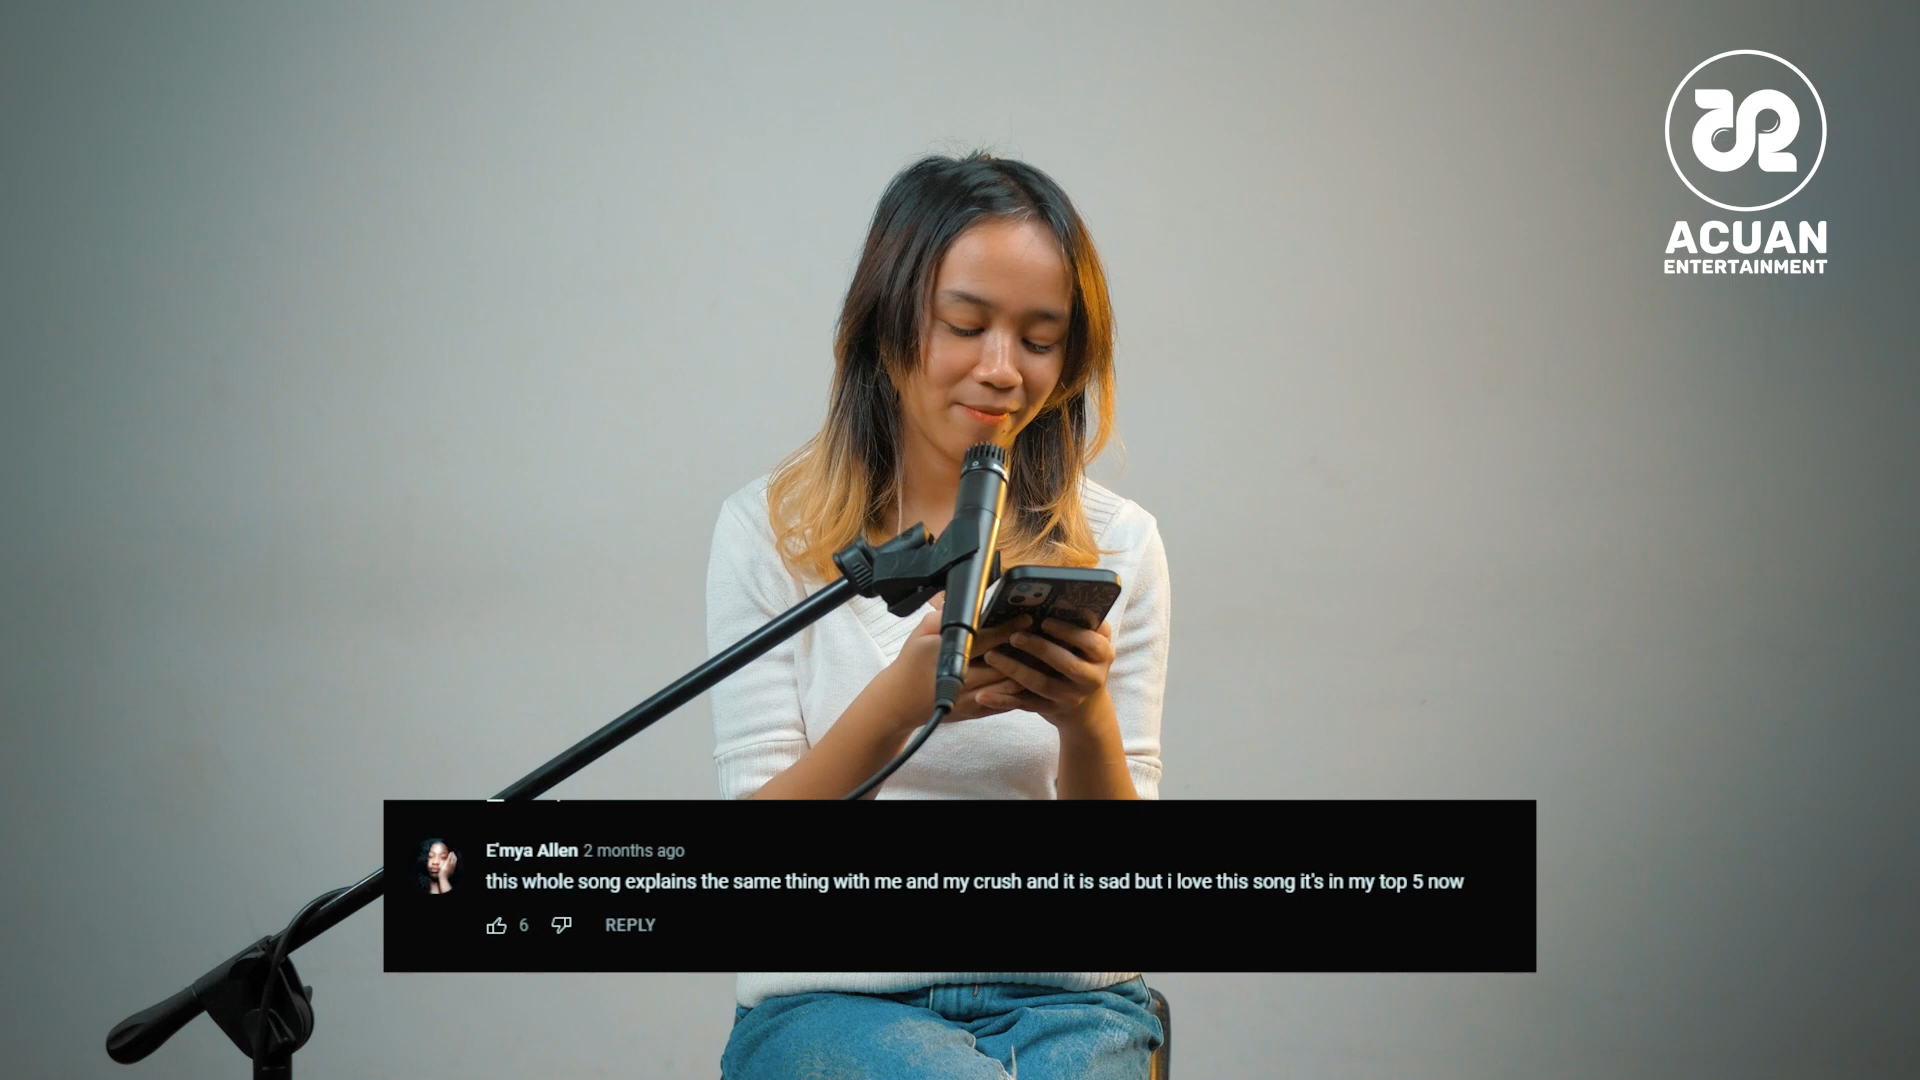 ACUAN
ENTERTAINMENT
E'mya Allen 2 months ago
this whole song explains the same thing with me and my crush and it is sad but i love this song it's in my top 5 now
6
REPLY